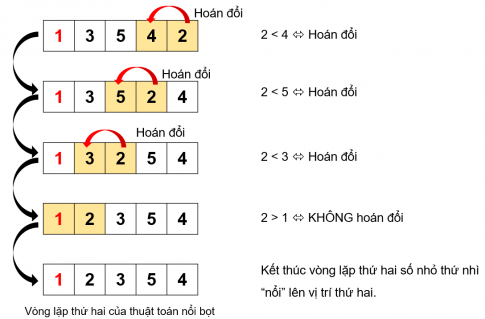 Hoán đổi
1 3 5 4 2
2 < 4 ⬄ Hoán đổi
Hoán đổi
1 3 5 2 4
2 < 5 ⬄ Hoán đổi
Hoán đổi
1 3 2 5 4
2 < 3 ⬄ Hoán đổi
1 2 3 5 4
2 > 1 ⬄ KHÔNG hoán đổi
1 2 3 5 4
Kết thúc vòng lặp thứ hai số nhỏ thứ nhì
“nổi” lên vị trí thứ hai.
Vòng lặp thứ hai của thuật toán nổi bọt